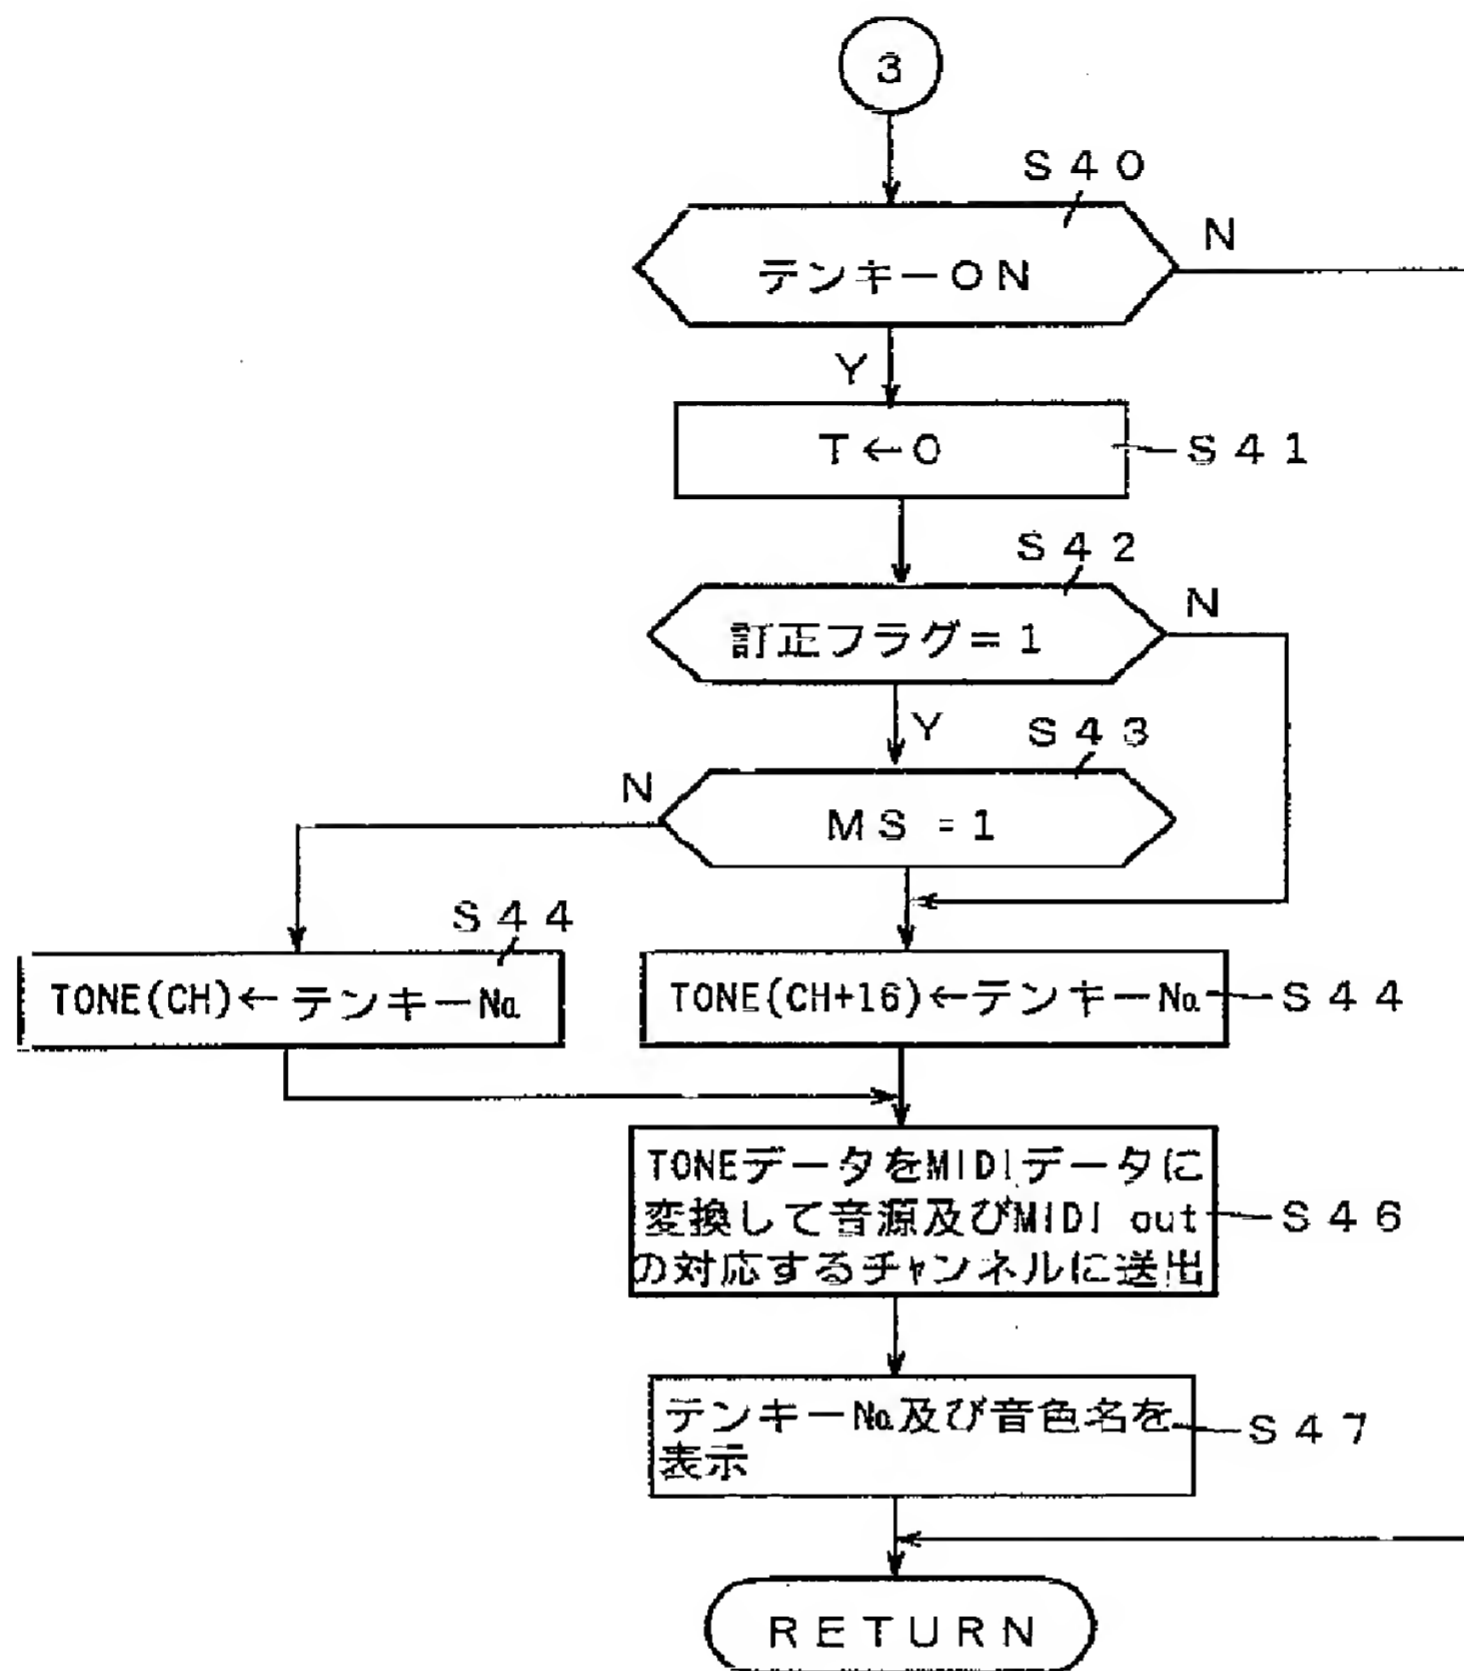 3
S40
テンキーON
N
Y
T←0
S41
S42
訂正フラグ=1
N
Y
S43
MS =1
N
S44
TONE(CH)←テンキー№
TONE(CH+16)←テンキー№
S44
TONEデータをMIDIデータに
変換して音源及びMIDI out
の対応するチャンネルに送出
S46
テンキー№及び音色名を
表示
S47
RETURN